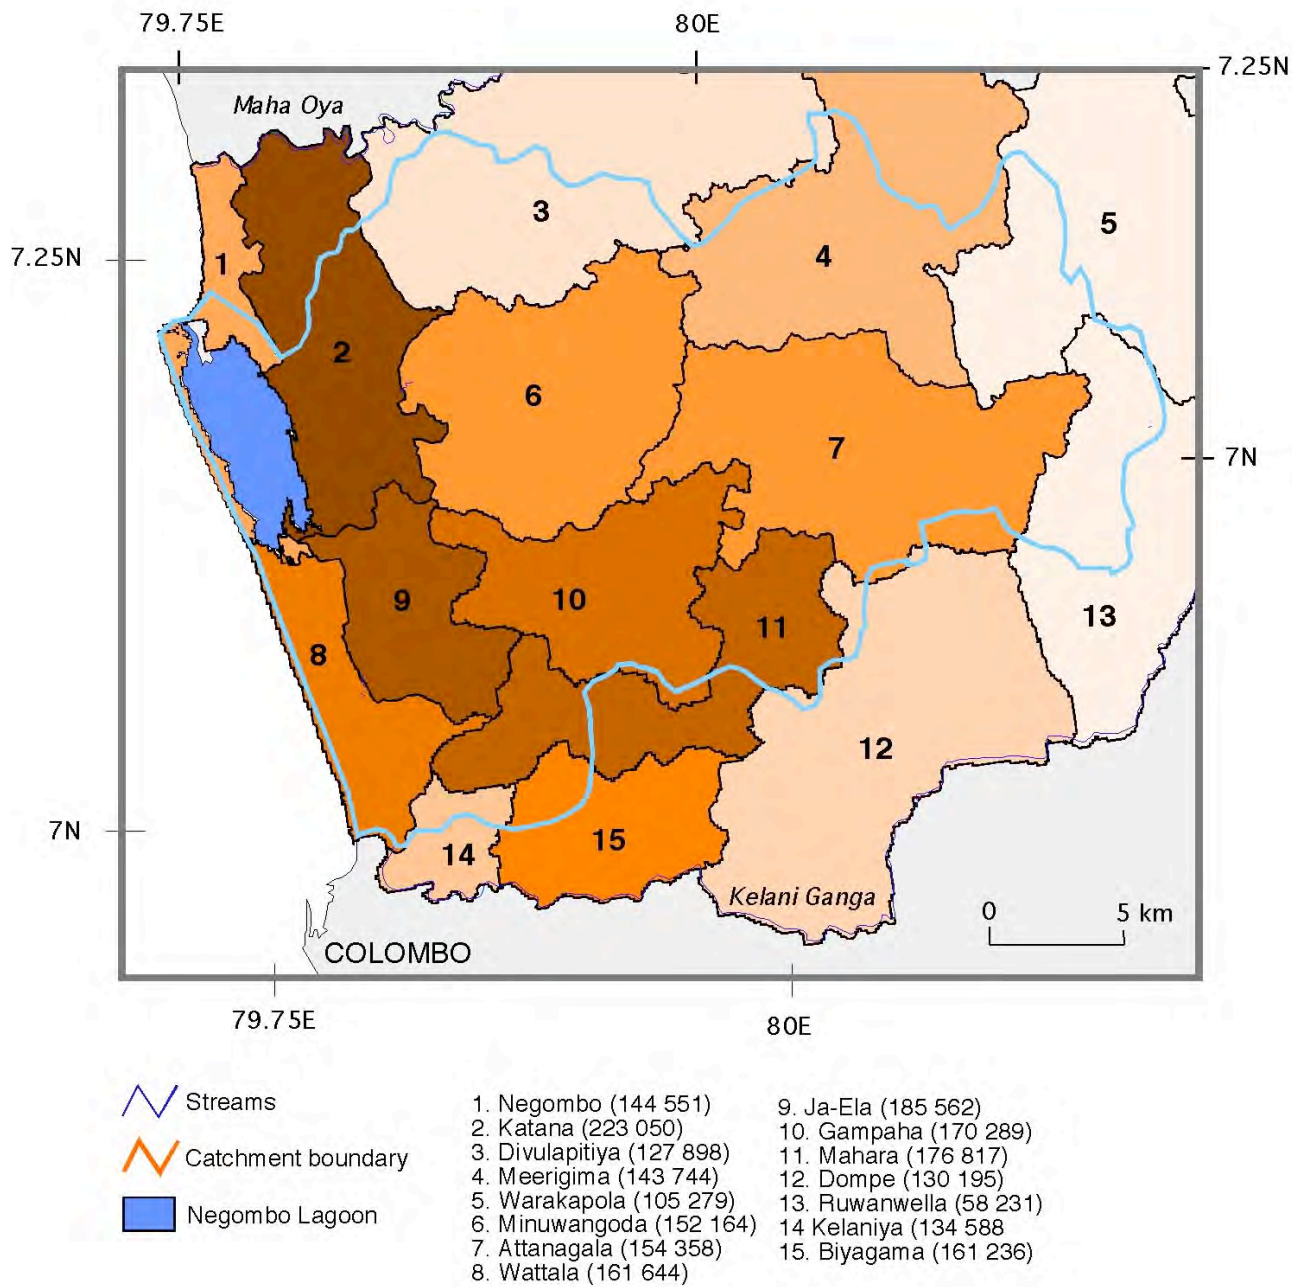 79.75E 80E
7.25N
Maha Oya
1
3
5
4
7.25N
2
6
7
7N
9
10
11
13
8
12
7N
14
15
Kelani Ganga
0 5 km
COLOMBO
79.75E 80E
Streams
Catchment boundary
Negombo Lagoon
1. Negombo (144 551)
2. Katana (223 050)
3. Divulapitiya (127 898)
4. Meerigima (143 744)
5. Warakapola (105 279)
6. Minuwangoda (152 164)
7. Attanagala (154 358)
8. Wattala (161 644)
9. Ja-Ela (185 562)
10. Gampaha (170 289)
11. Mahara (176 817)
12. Dompe (130 195)
13. Ruwanwella (58 231)
14 Kelaniya (134 588
15. Biyagama (161 236)